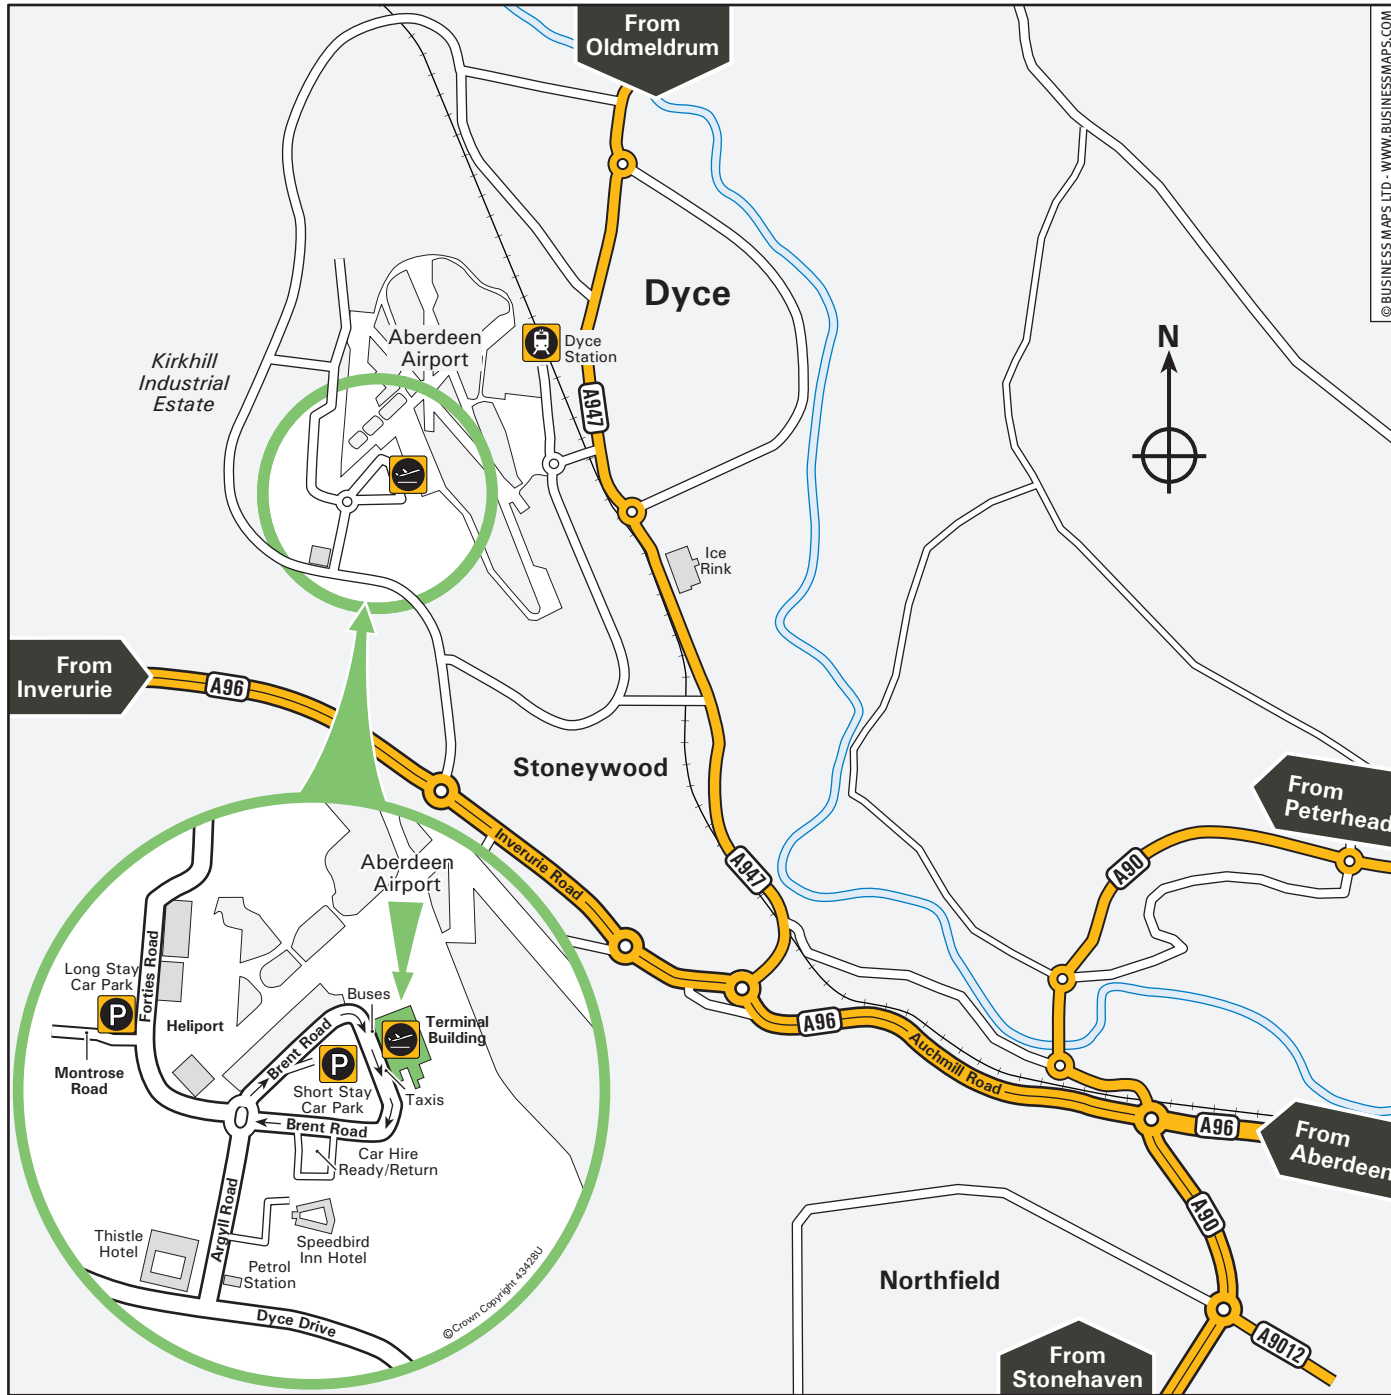 From
Oldmeldrum
©BUSINESS MAPS LTD - WWW.BUSINESSMAPS.COM
Dyce
N
Aberdeen
Airport
Dyce
Station
Kirkhill
Industrial
Estate
A947
Ice
Rink
From
Inverurie
A96
Stoneywood
From
Peterhead
Inverurie Road
A947
A90
Aberdeen
Airport
Long Stay
Car Park
P
Forties Road
Buses
Heliport
Terminal
Building
Brent Road
P
Montrose
Road
Short Stay
Car Park
Taxis
Brent Road
Car Hire
Ready/Return
A96
Auchmill Road
A96
From
Aberdeen
Argyll Road
Thistle
Hotel
Speedbird
Inn Hotel
Petrol
Station
©Crown Copyright 43428U
Dyce Drive
A90
Northfield
A9012
From
Stonehaven